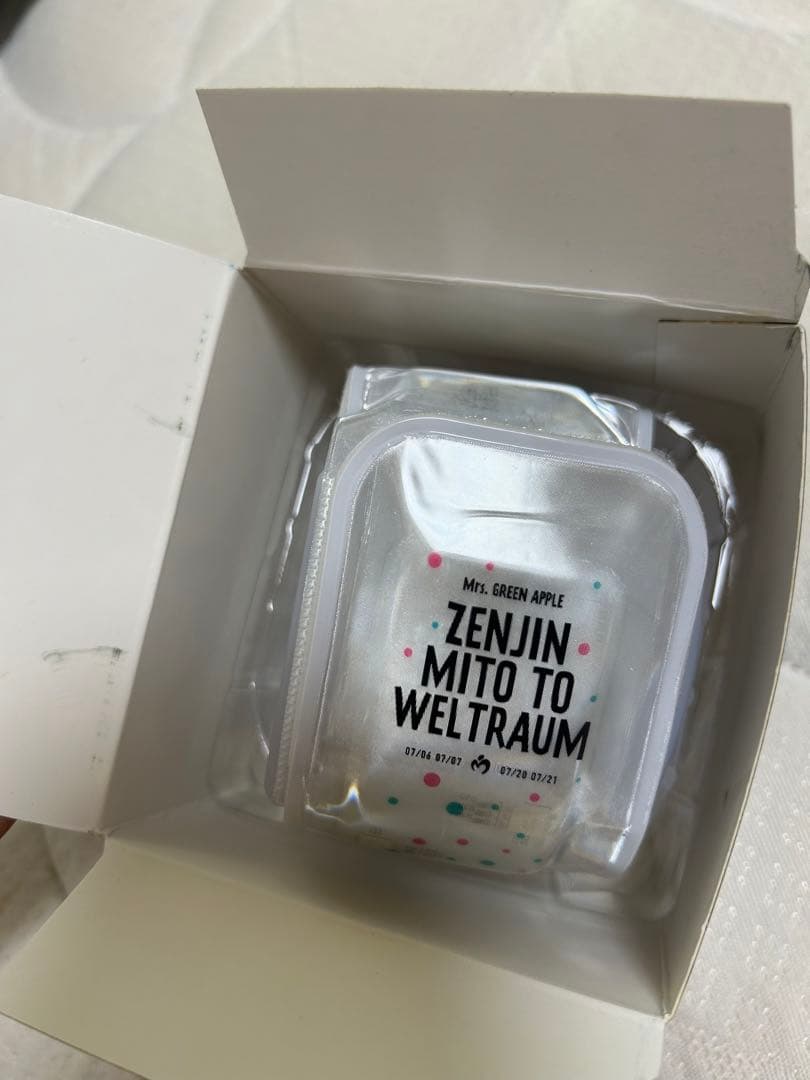 Mrs. GREEN APPLE
ZENJIN
MITO TO
WELTRAUM
07/06 07/07 07/20 07/21